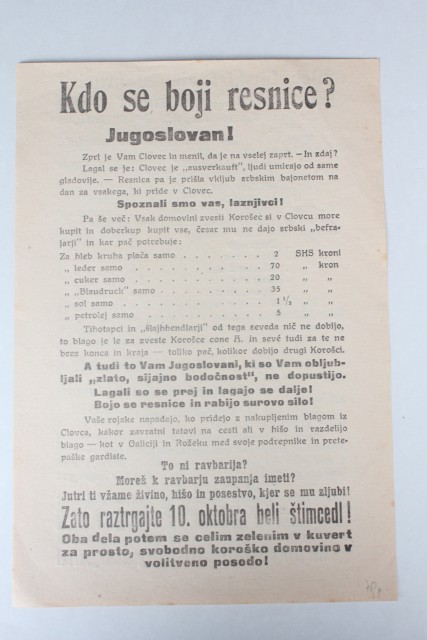 Kdo se boji resnice?
Jugoslovan!
Zprl je Vam Clovec in menil, da je na vselej zaprt. – In zdaj?
Lagal se je: Clovec je „ausverkauft", ljudi umirajo od same
gladovije. — Resnica pa je prišla vkljub srbskim bajonetom na
dan za vsakega, ki pride v Clovec.
Spoznali smo vas, laznjivci!
Pa še več: Vsak domovini zvesti Korošec si v Clovcu more
kupit in doberkup kupit vse, česar mu ne dajo srbski „befra-
jarji" in kar pač potrebuje:
Za hleb kruha plača samo . . . . . . 2 SHS kroni
„ leder samo . . . . . . . . . . 70 „ kron
„ cuker samo . . . . . . . . . . 20 „ „
„ „Blaudruck" samo . . . . . . . 35 „ „
„ sol samo . . . . . . . . . . . 1 ½ „ „
„ petrolej samo . . . . . . . . . 5 „ „
Tihotapci in „šlajhhendlarji" od tega seveda nič ne dobijo,
to blago je le za zveste Korošce cone A. in sevé tudi za te ne
brez konca in kraja — toliko pač, kolikor dobijo drugi Korošci.
A tudi to Vam Jugoslovani, ki so Vam obljub-
ljali „zlato, sijajno bodočnost", ne dopustijo.
Lagali so se prej in lagajo se dalje!
Bojo se resnice in rabijo surovo silo!
Vaše rojake napadajo, ko pridejo z nakupljenim blagom iz
Clovca, kakor zavratni tatovi na cesti ali v hišo in razdelijo
blago — kot v Galiciji in Rožeku med svoje podrepnike in prete-
paške gardiste.
To ni ravbarija?
Moreš k ravbarju zaupanja imeti?
Jutri ti vžame živino, hišo in posestvo, kjer se mu zljubi!
Zato raztrgajte 10. oktobra beli štimcedl!
Oba dela potem se celim zelenim v kuvert
za prosto, svobodno koroško domovino v
volitveno posodo!